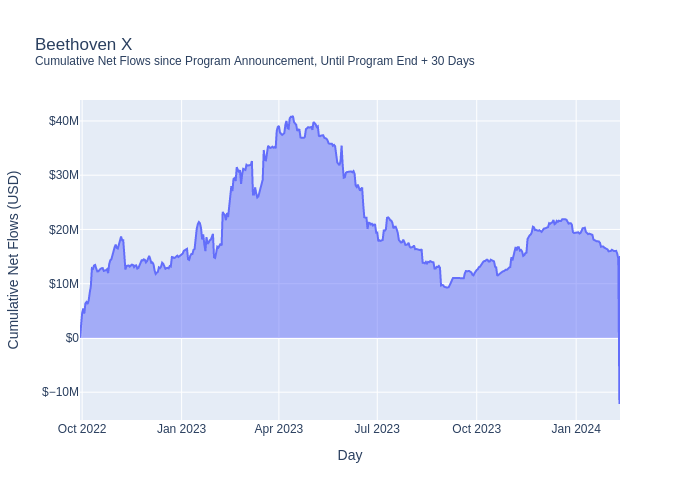 Beethoven X
Cumulative Net Flows since Program Announcement, Until Program End + 30 Days
Cumulative Net Flows (USD)
$40M
$30M
$20M
$10M
$0
$−10M
Oct 2022
Jan 2023
Apr 2023
Jul 2023
Oct 2023
Jan 2024
Day